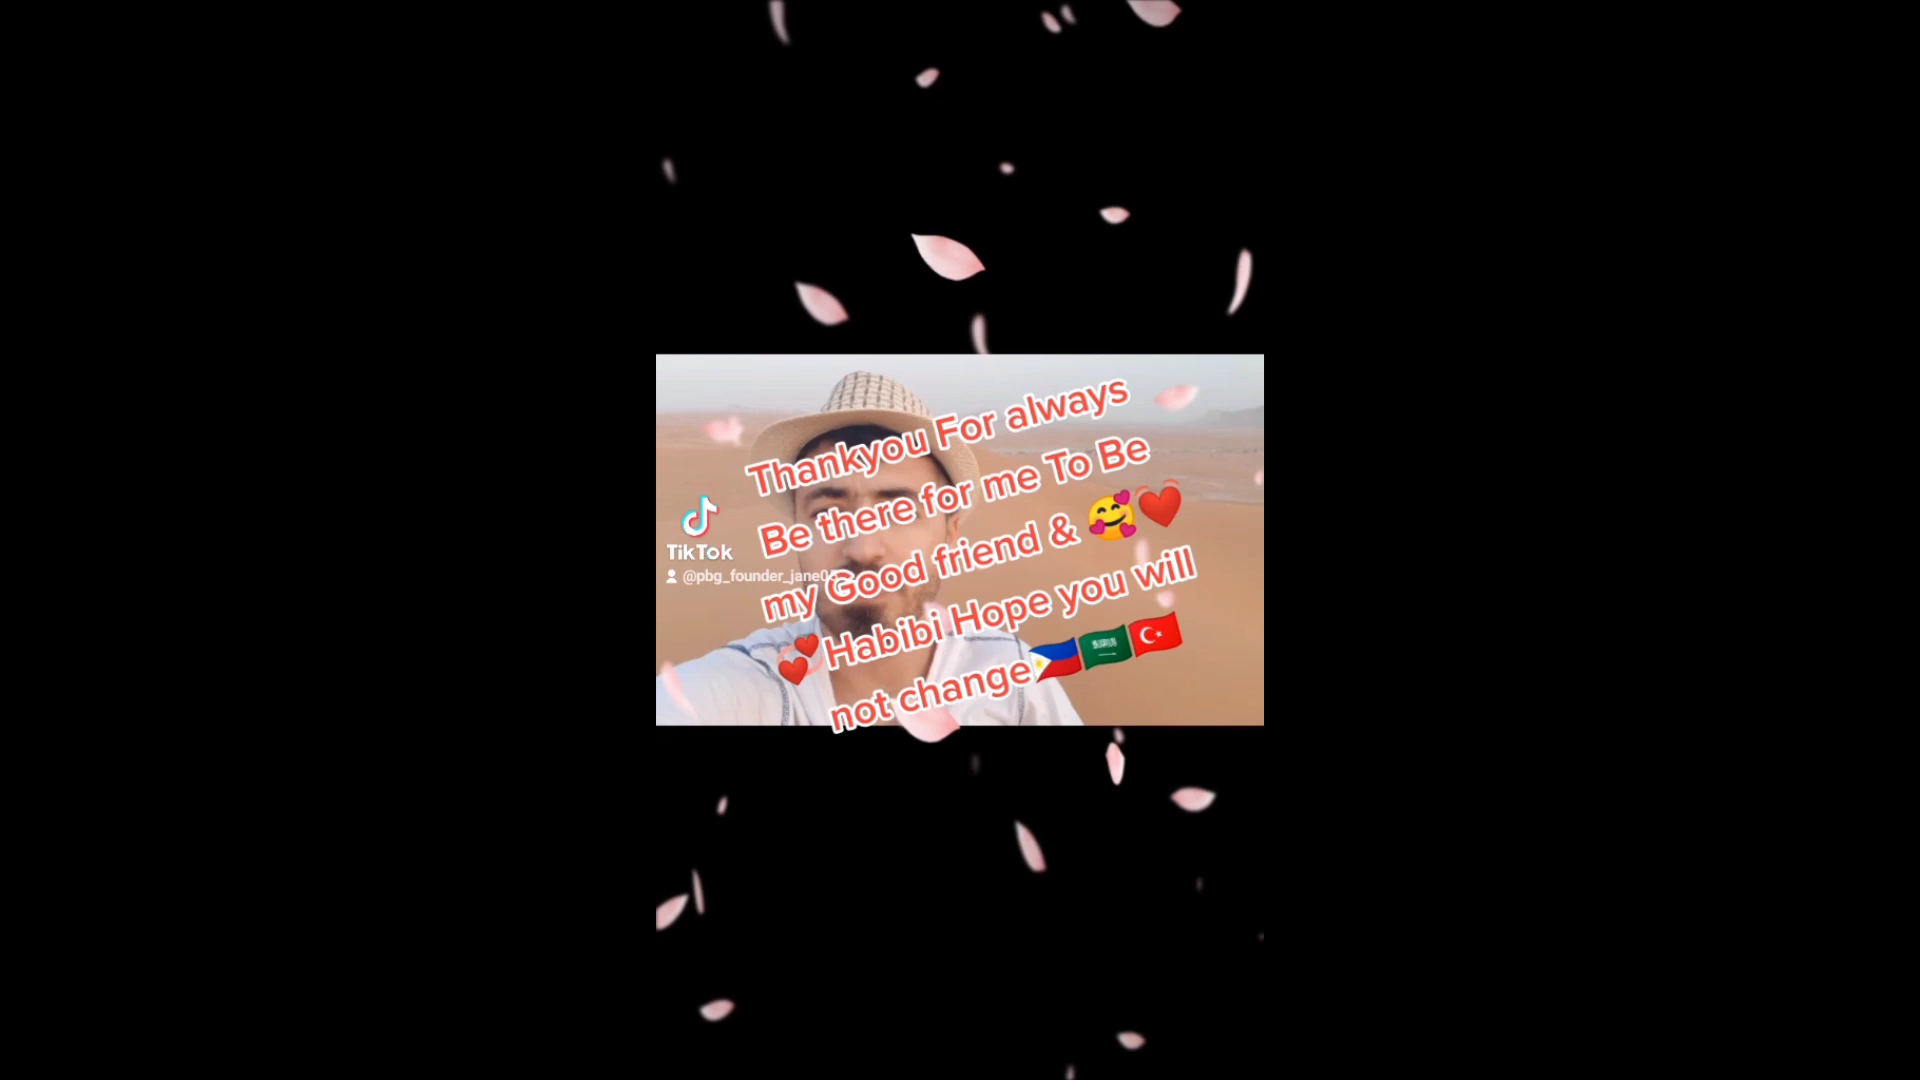 Thankyou For always
Be there for me To Be
my Good friend & 🥰💓
💞Habibi Hope you will
not change🇵🇭🇸🇦🇹🇷
TikTok
@pbg_founder_jane05